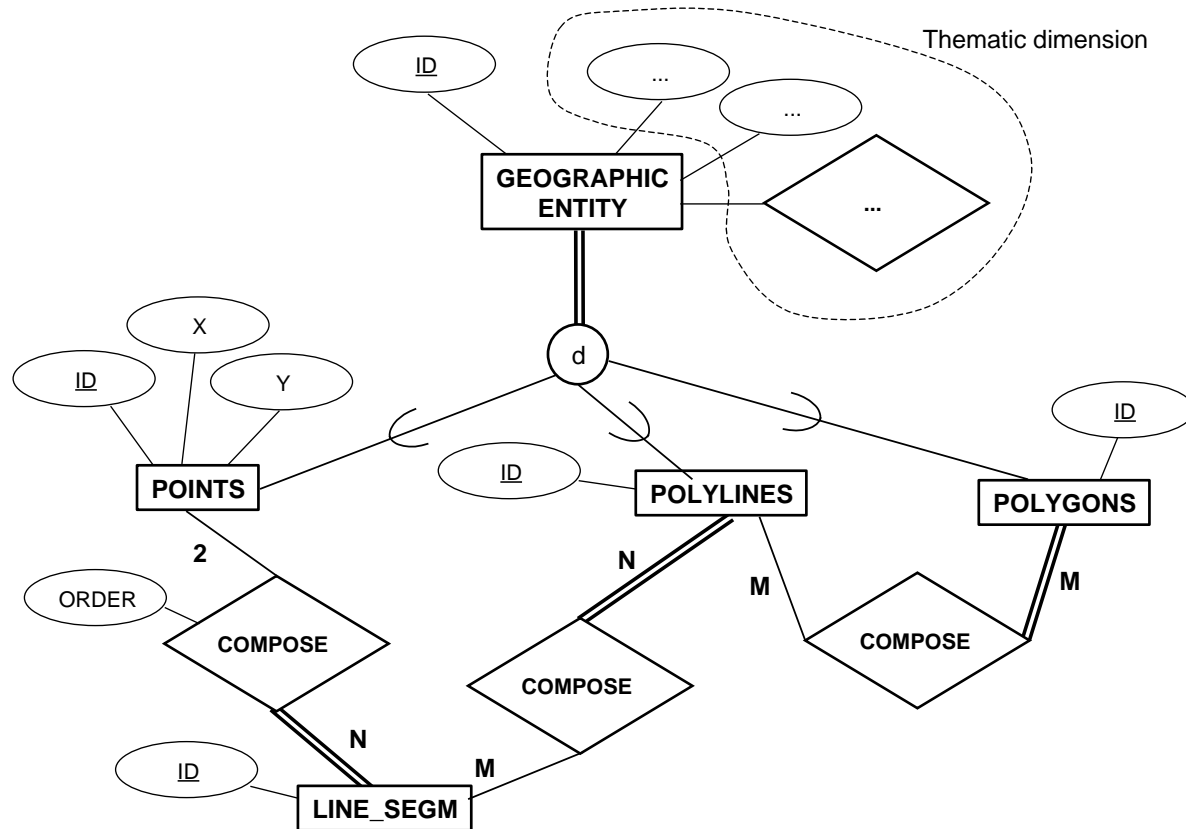 Thematic dimension
ID
...
...
GEOGRAPHIC
ENTITY
...
X
d
ID
Y
ID
ID
POINTS
POLYLINES
POLYGONS
2
N
M
M
ORDER
COMPOSE
COMPOSE
COMPOSE
N
M
ID
LINE_SEGM